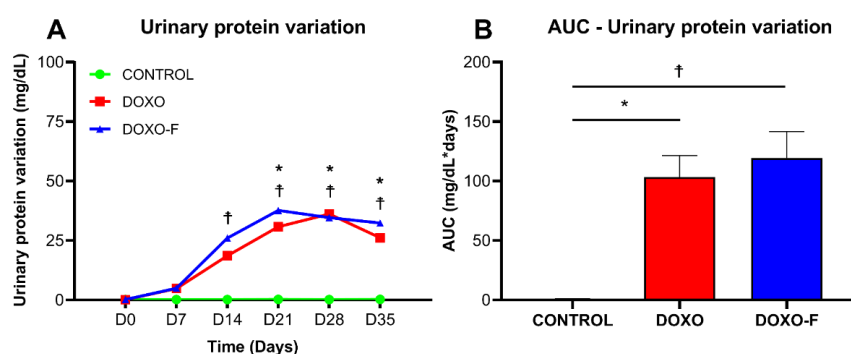 A Urinary protein variation
Urinary protein variation (mg/dL)
100
75
50
25
0
CONTROL
DOXO
DOXO-F
☨
*
☨
*
☨
*
☨
D0 D7 D14 D21 D28 D35
Time (Days)
B AUC - Urinary protein variation
AUC (mg/dL*days)
200
150
100
50
0
☨
*
CONTROL DOXO DOXO-F